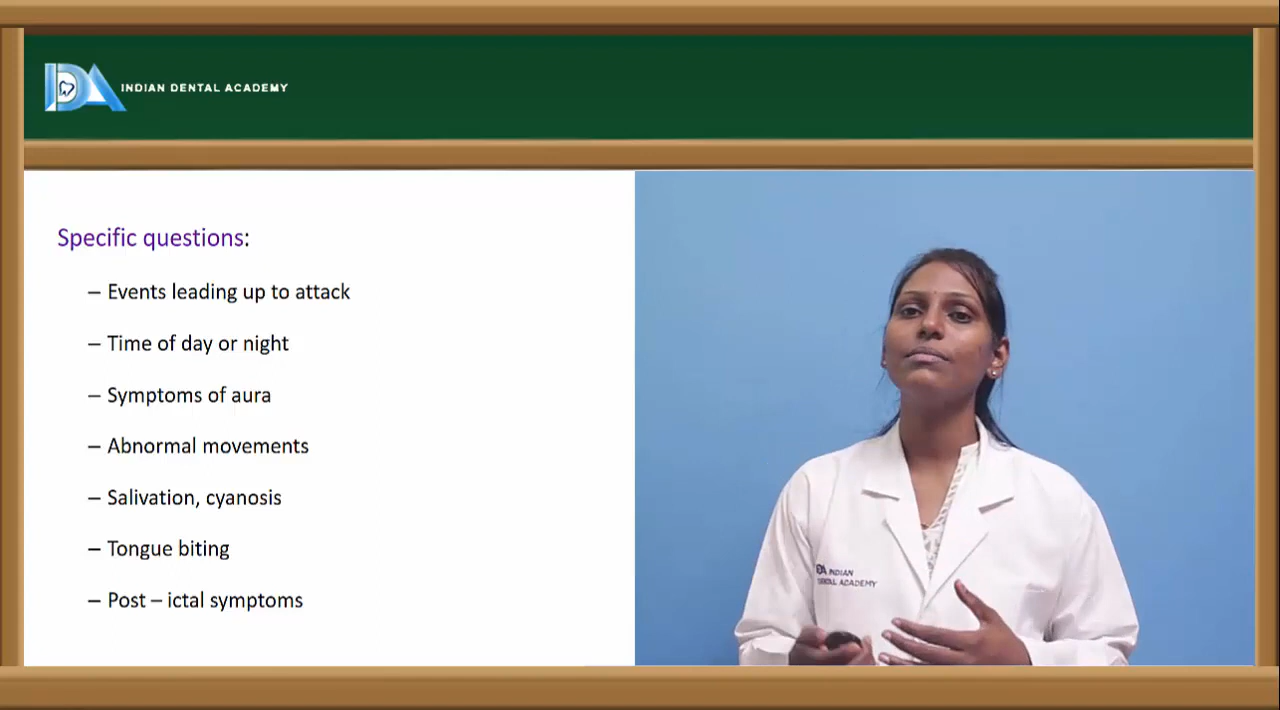 INDIAN DENTAL ACADEMY
Specific questions:
– Events leading up to attack
– Time of day or night
– Symptoms of aura
– Abnormal movements
– Salivation, cyanosis
– Tongue biting
– Post – ictal symptoms
INDIAN
DENTAL ACADEMY